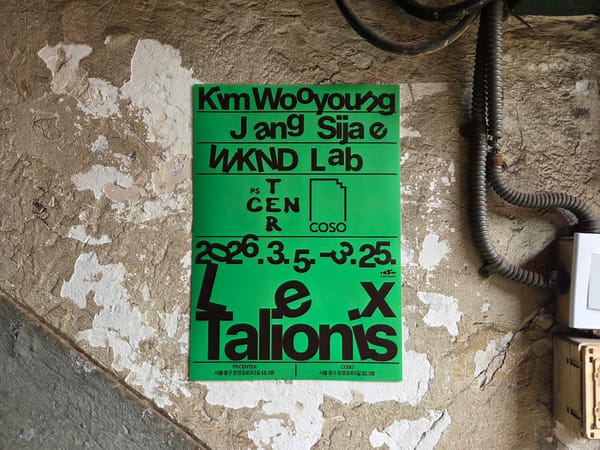 Kim Wooyoung
Jang Sijae
WKND Lab
PS
CENTER
COSO
2026. 3. 5. – 3. 25.
Lex
Talionis
PS CENTER
COSO